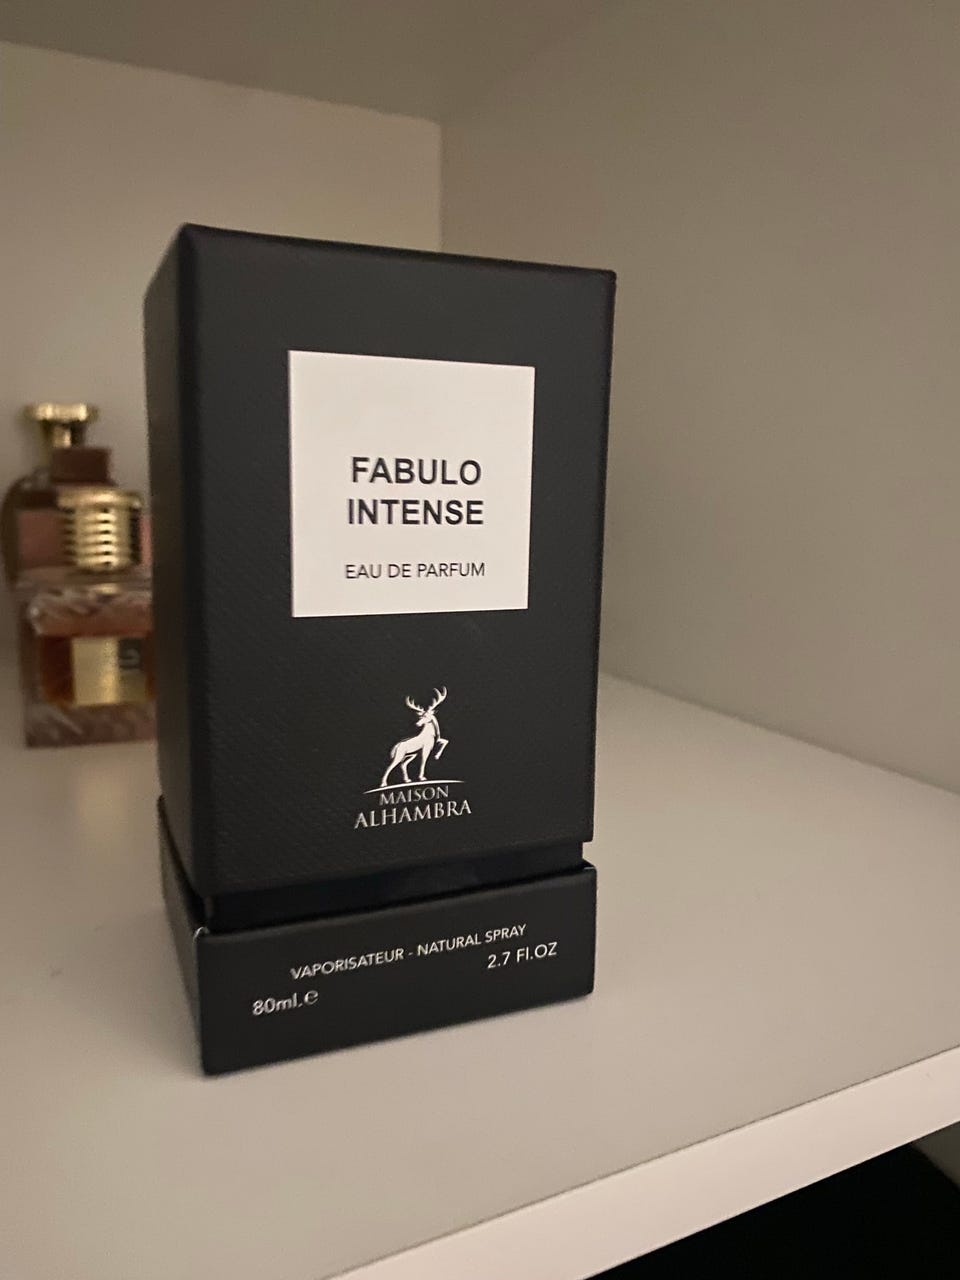 FABULO
INTENSE
EAU DE PARFUM
MAISON
ALHAMBRA
VAPORISATEUR - NATURAL SPRAY
80ml.℮
2.7 Fl.OZ